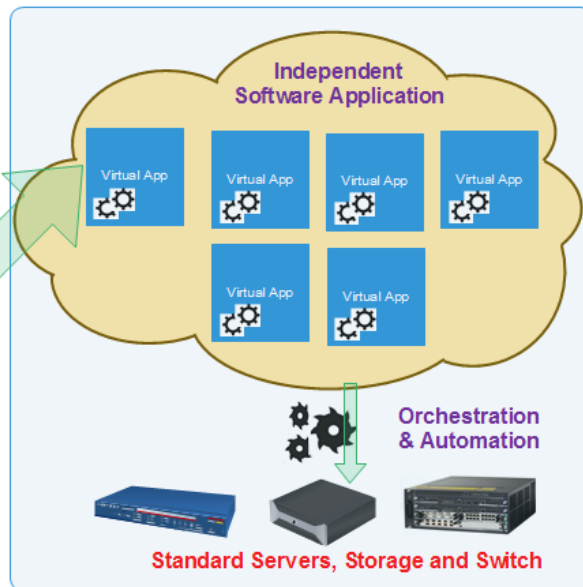 Independent
Software Application
Virtual App
Virtual App
Virtual App
Virtual App
Virtual App
Virtual App
Orchestration
& Automation
Standard Servers, Storage and Switch